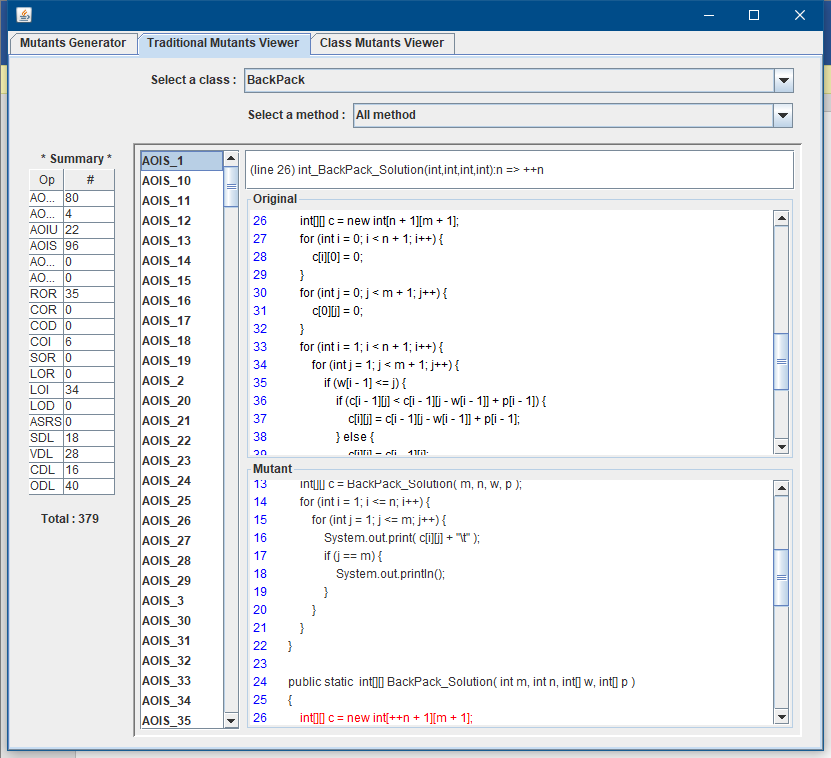 Mutants Generator
Traditional Mutants Viewer
Class Mutants Viewer
Select a class :
BackPack
Select a method :
All method
* Summary *
Op #
AO... 80
AO... 4
AOIU 22
AOIS 96
AO... 0
AO... 0
ROR 35
COR 0
COD 0
COI 6
SOR 0
LOR 0
LOI 34
LOD 0
ASRS 0
SDL 18
VDL 28
CDL 16
ODL 40
Total : 379
AOIS_1
AOIS_10
AOIS_11
AOIS_12
AOIS_13
AOIS_14
AOIS_15
AOIS_16
AOIS_17
AOIS_18
AOIS_19
AOIS_2
AOIS_20
AOIS_21
AOIS_22
AOIS_23
AOIS_24
AOIS_25
AOIS_26
AOIS_27
AOIS_28
AOIS_29
AOIS_3
AOIS_30
AOIS_31
AOIS_32
AOIS_33
AOIS_34
AOIS_35
(line 26) int_BackPack_Solution(int,int,int,int):n => ++n
Original
26 int[][] c = new int[n + 1][m + 1];
27 for (int i = 0; i < n + 1; i++) {
28 c[i][0] = 0;
29 }
30 for (int j = 0; j < m + 1; j++) {
31 c[0][j] = 0;
32 }
33 for (int i = 1; i < n + 1; i++) {
34 for (int j = 1; j < m + 1; j++) {
35 if (w[i - 1] <= j) {
36 if (c[i - 1][j] < c[i - 1][j - w[i - 1]] + p[i - 1]) {
37 c[i][j] = c[i - 1][j - w[i - 1]] + p[i - 1];
38 } else {
39 c[i][j] = c[i - 1][j];
Mutant
13 int[][] c = BackPack_Solution( m, n, w, p );
14 for (int i = 1; i <= n; i++) {
15 for (int j = 1; j <= m; j++) {
16 System.out.print( c[i][j] + "\t" );
17 if (j == m) {
18 System.out.println();
19 }
20 }
21 }
22 }
23
24 public static int[][] BackPack_Solution( int m, int n, int[] w, int[] p )
25 {
26 int[][] c = new int[++n + 1][m + 1];